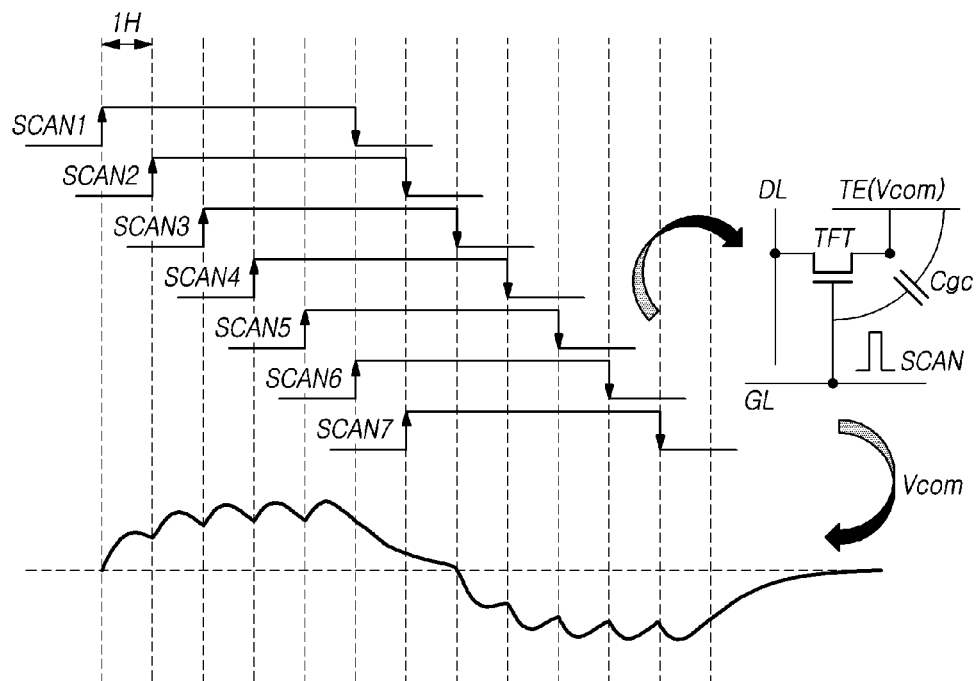 1H
SCAN1
SCAN2
SCAN3
SCAN4
SCAN5
SCAN6
SCAN7
DL
TE(Vcom)
TFT
Cgc
SCAN
GL
Vcom